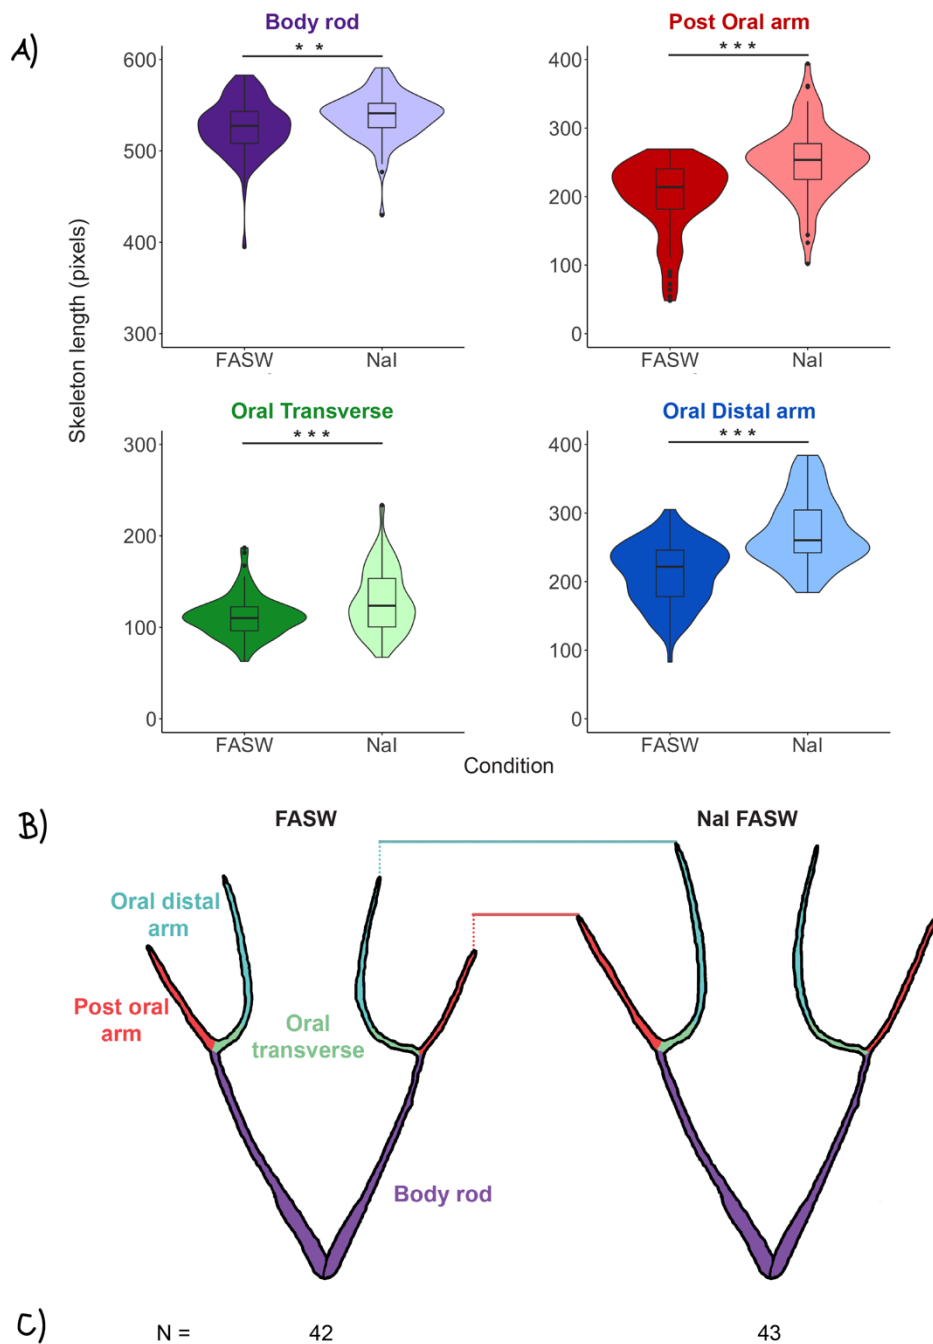 A)
Body rod
Post Oral arm
* *
* * *
600
500
400
300
400
300
200
100
0
Skeleton length (pixels)
FASW
NaI
FASW
NaI
Oral Transverse
Oral Distal arm
* * *
* * *
300
200
100
0
400
300
200
100
0
FASW
NaI
FASW
NaI
Condition
B)
FASW
NaI FASW
Oral distal
arm
Post oral
arm
Oral
transverse
Body rod
C)
N =
42
43